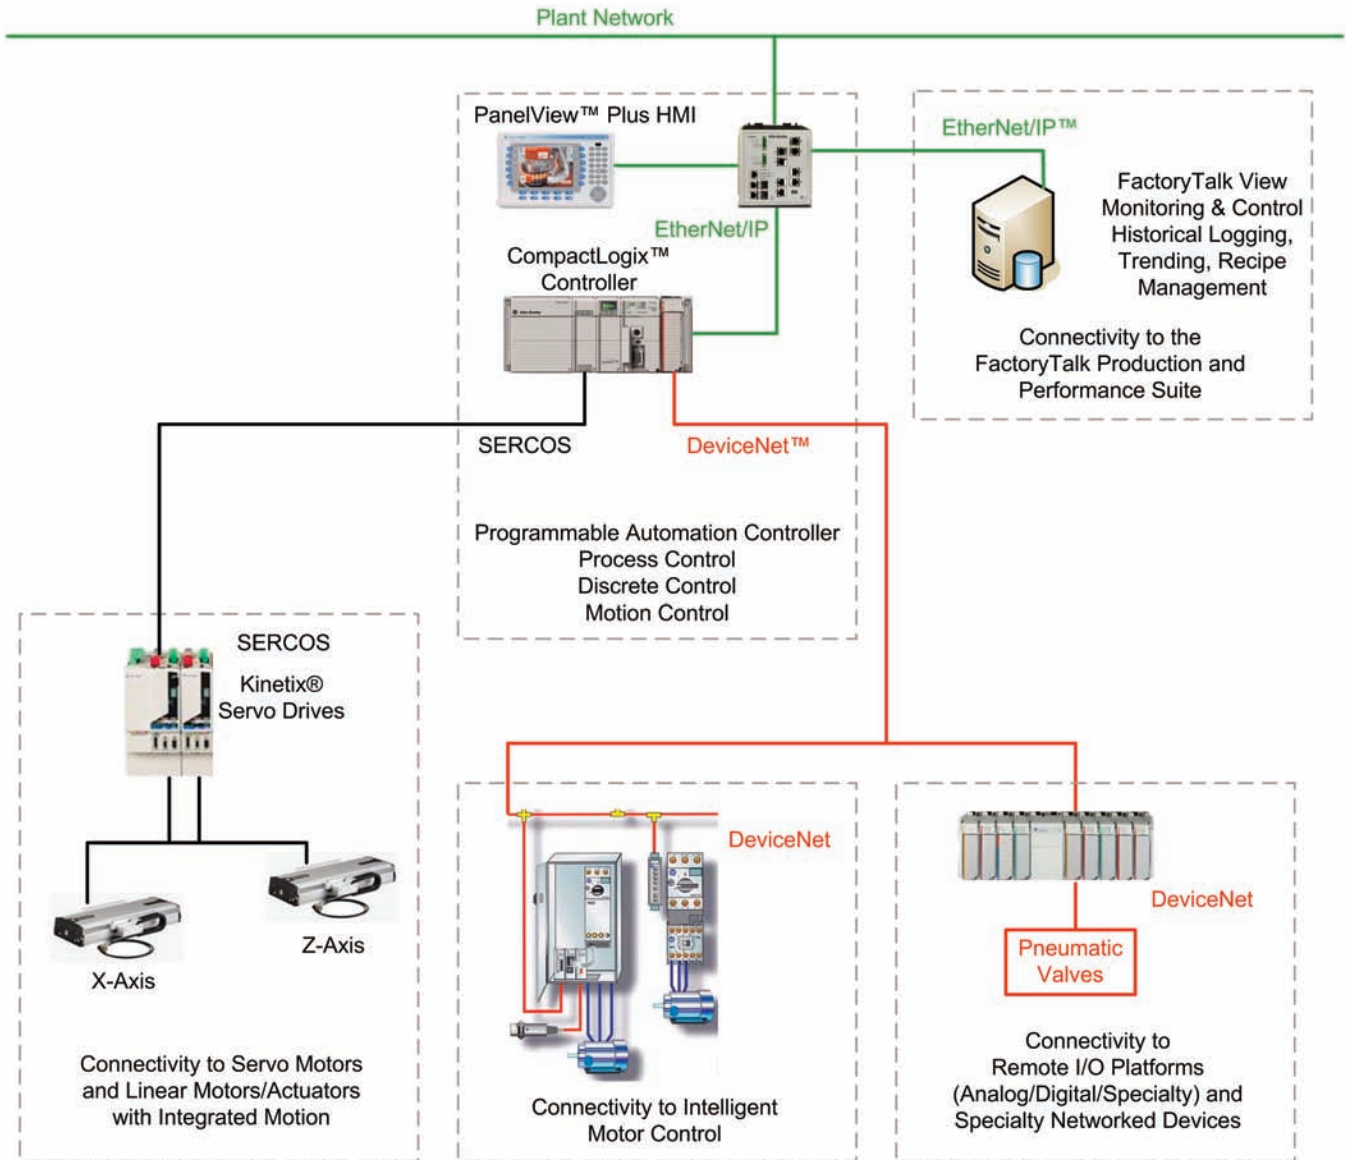 Plant Network
PanelView™ Plus HMI
EtherNet/IP™
FactoryTalk View
Monitoring & Control
Historical Logging,
Trending, Recipe
Management
EtherNet/IP
CompactLogix™
Controller
Connectivity to the
FactoryTalk Production and
Performance Suite
SERCOS
DeviceNet™
Programmable Automation Controller
Process Control
Discrete Control
Motion Control
SERCOS
Kinetix®
Servo Drives
X-Axis
Z-Axis
Connectivity to Servo Motors
and Linear Motors/Actuators
with Integrated Motion
DeviceNet
Connectivity to Intelligent
Motor Control
DeviceNet
Pneumatic
Valves
Connectivity to
Remote I/O Platforms
(Analog/Digital/Specialty) and
Specialty Networked Devices